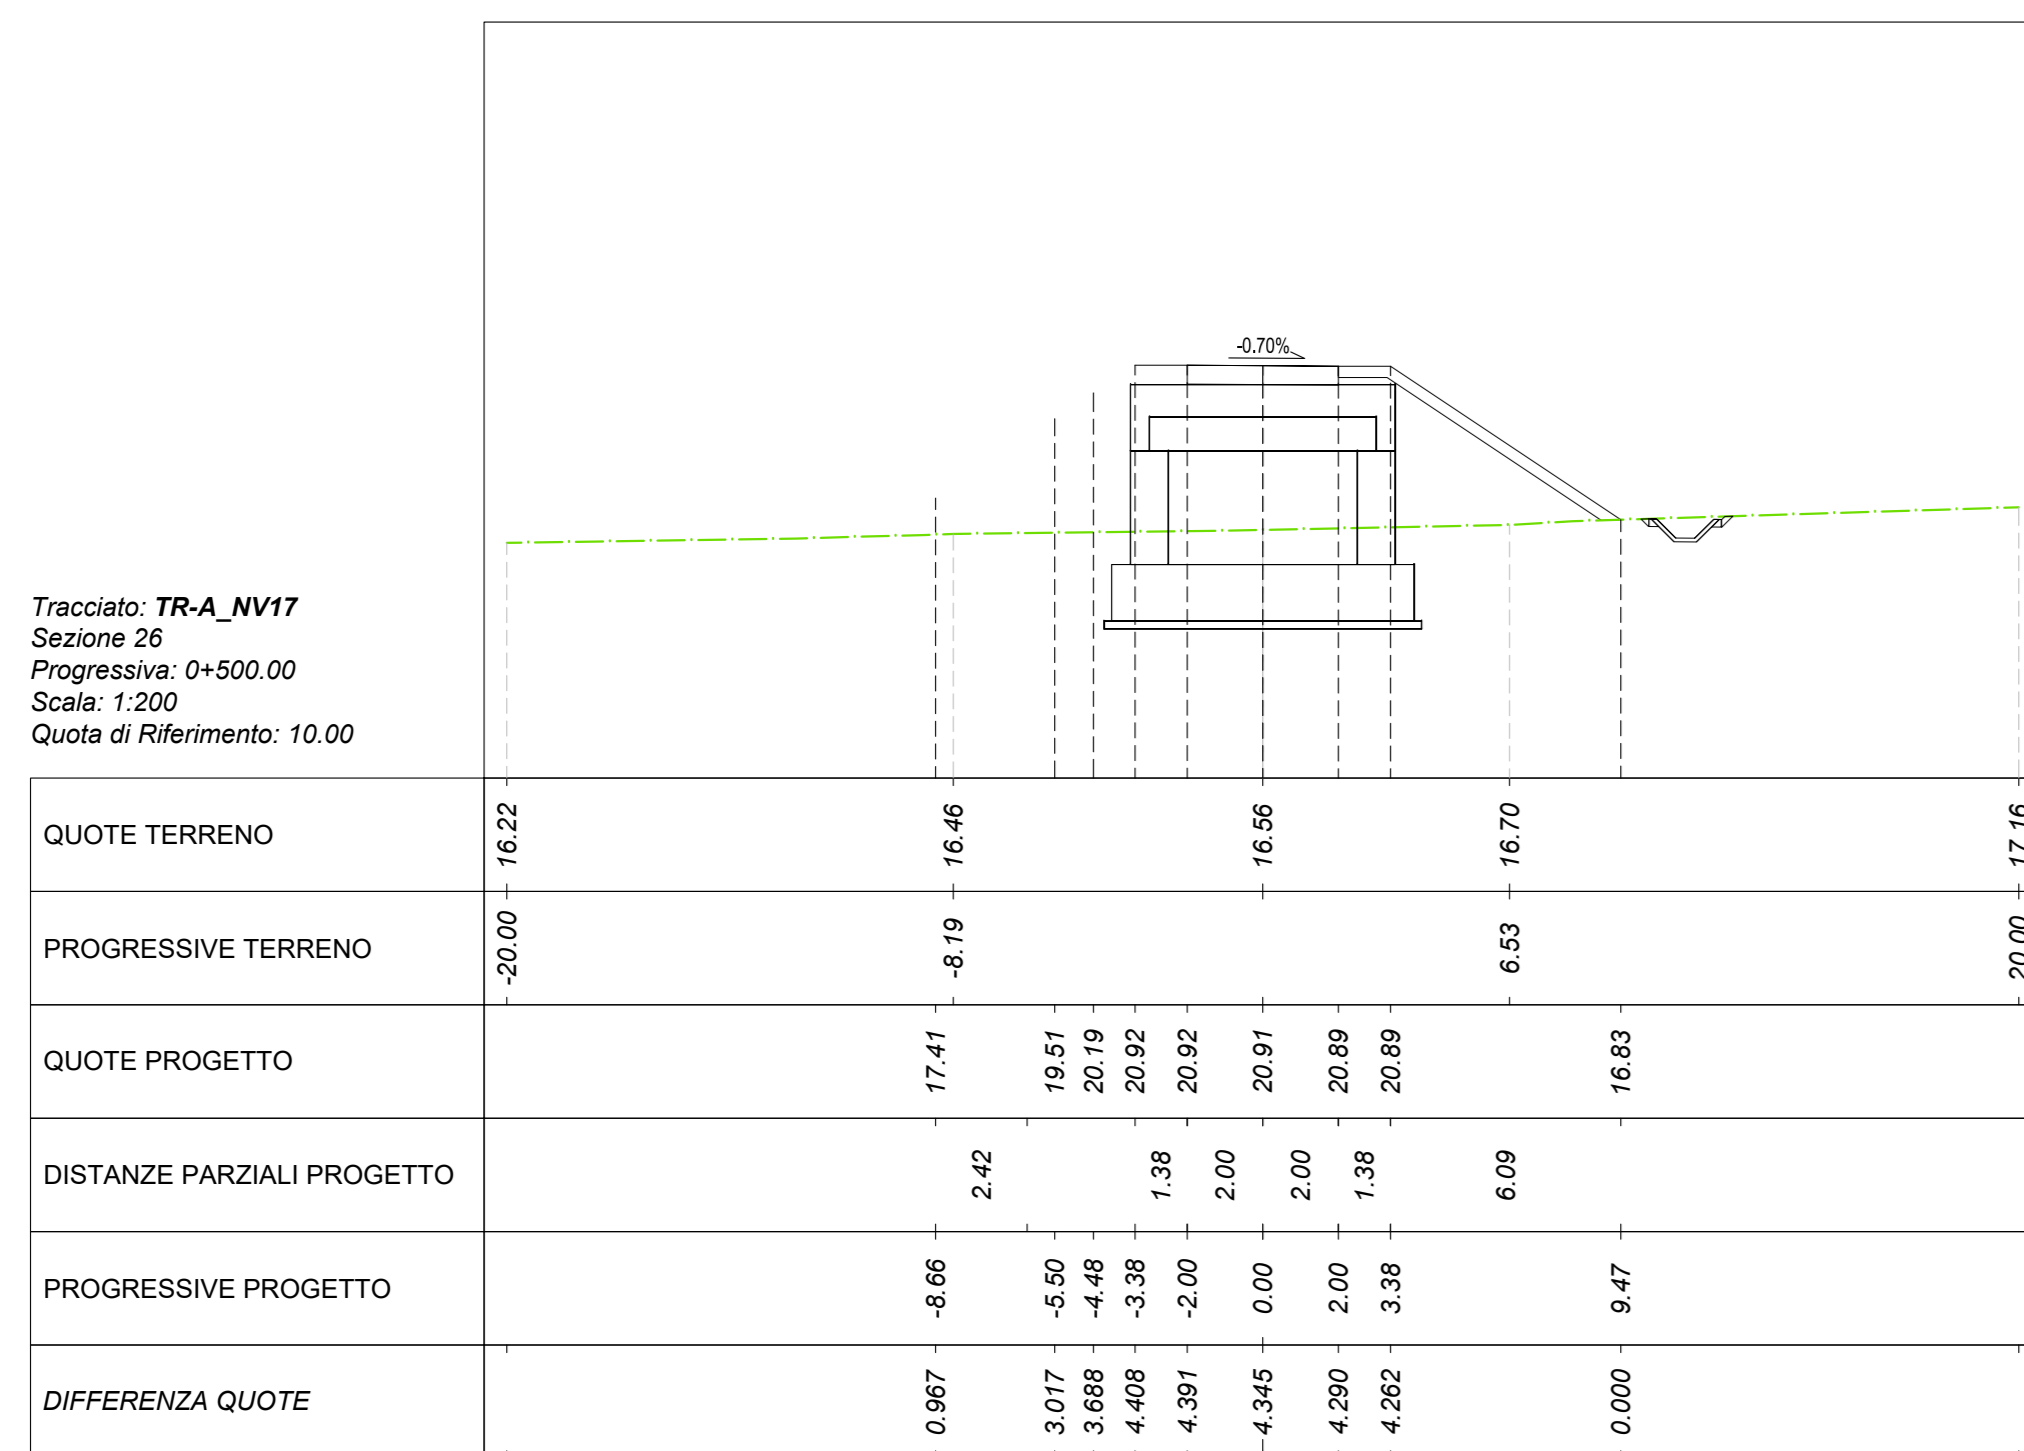 -0.70%
Tracciato: TR-A_NV17
Sezione 26
Progressiva: 0+500.00
Scala: 1:200
Quota di Riferimento: 10.00
QUOTE TERRENO 16.22 16.46 16.56 16.70 17.16
PROGRESSIVE TERRENO -20.00 -8.19 6.53 20.00
QUOTE PROGETTO 17.41 19.51 20.19 20.92 20.92 20.91 20.89 20.89 16.83
DISTANZE PARZIALI PROGETTO 2.42 1.38 2.00 2.00 1.38 6.09
PROGRESSIVE PROGETTO -8.66 -5.50 -4.48 -3.38 -2.00 0.00 2.00 3.38 9.47
DIFFERENZA QUOTE 0.967 3.017 3.688 4.408 4.391 4.345 4.290 4.262 0.000